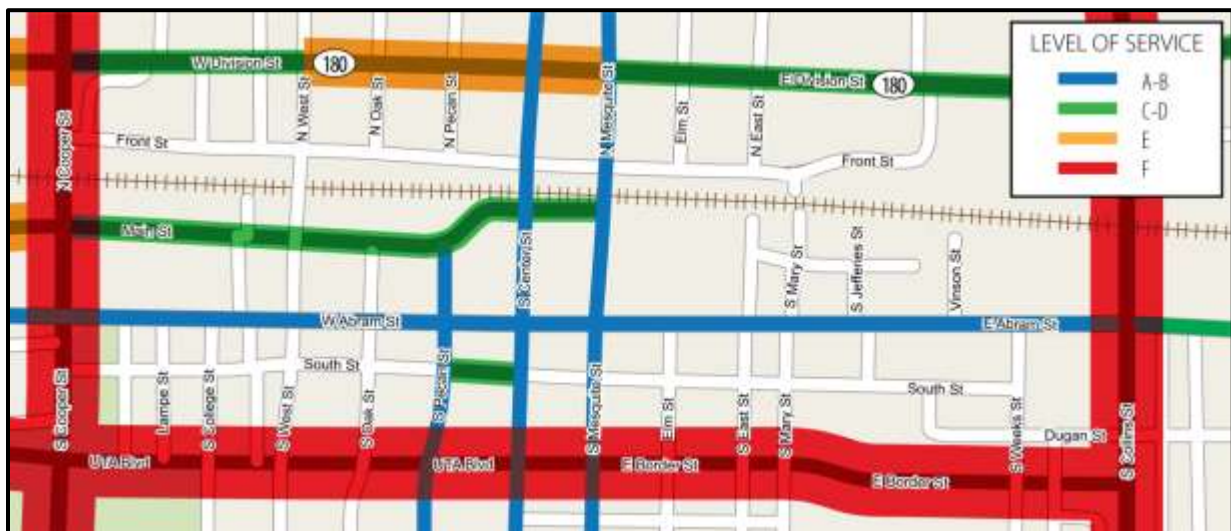 LEVEL OF SERVICE
A-B
C-D
E
F
W Division St
180
E Division St
180
N Cooper St
N West St
N Oak St
N Pecan St
N Mesquite St
Elm St
N East St
Front St
Front St
Main St
S Center St
S Mary St
S Jefferies St
Vinson St
W Abram St
E Abram St
South St
South St
S Cooper St
Lampe St
S College St
S West St
S Oak St
S Pecan St
S Mesquite St
Elm St
S East St
S Mary St
S Weeks St
Dugan St
S Collins St
UTA Blvd
UTA Blvd
E Border St
E Border St